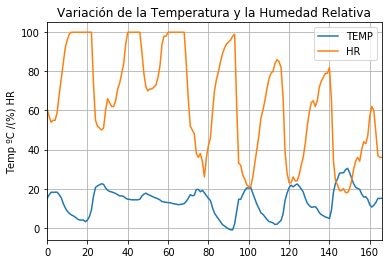 Variación de la Temperatura y la Humedad Relativa
TEMP
HR
Temp ºC /(%) HR
100
80
60
40
20
0
0 20 40 60 80 100 120 140 160